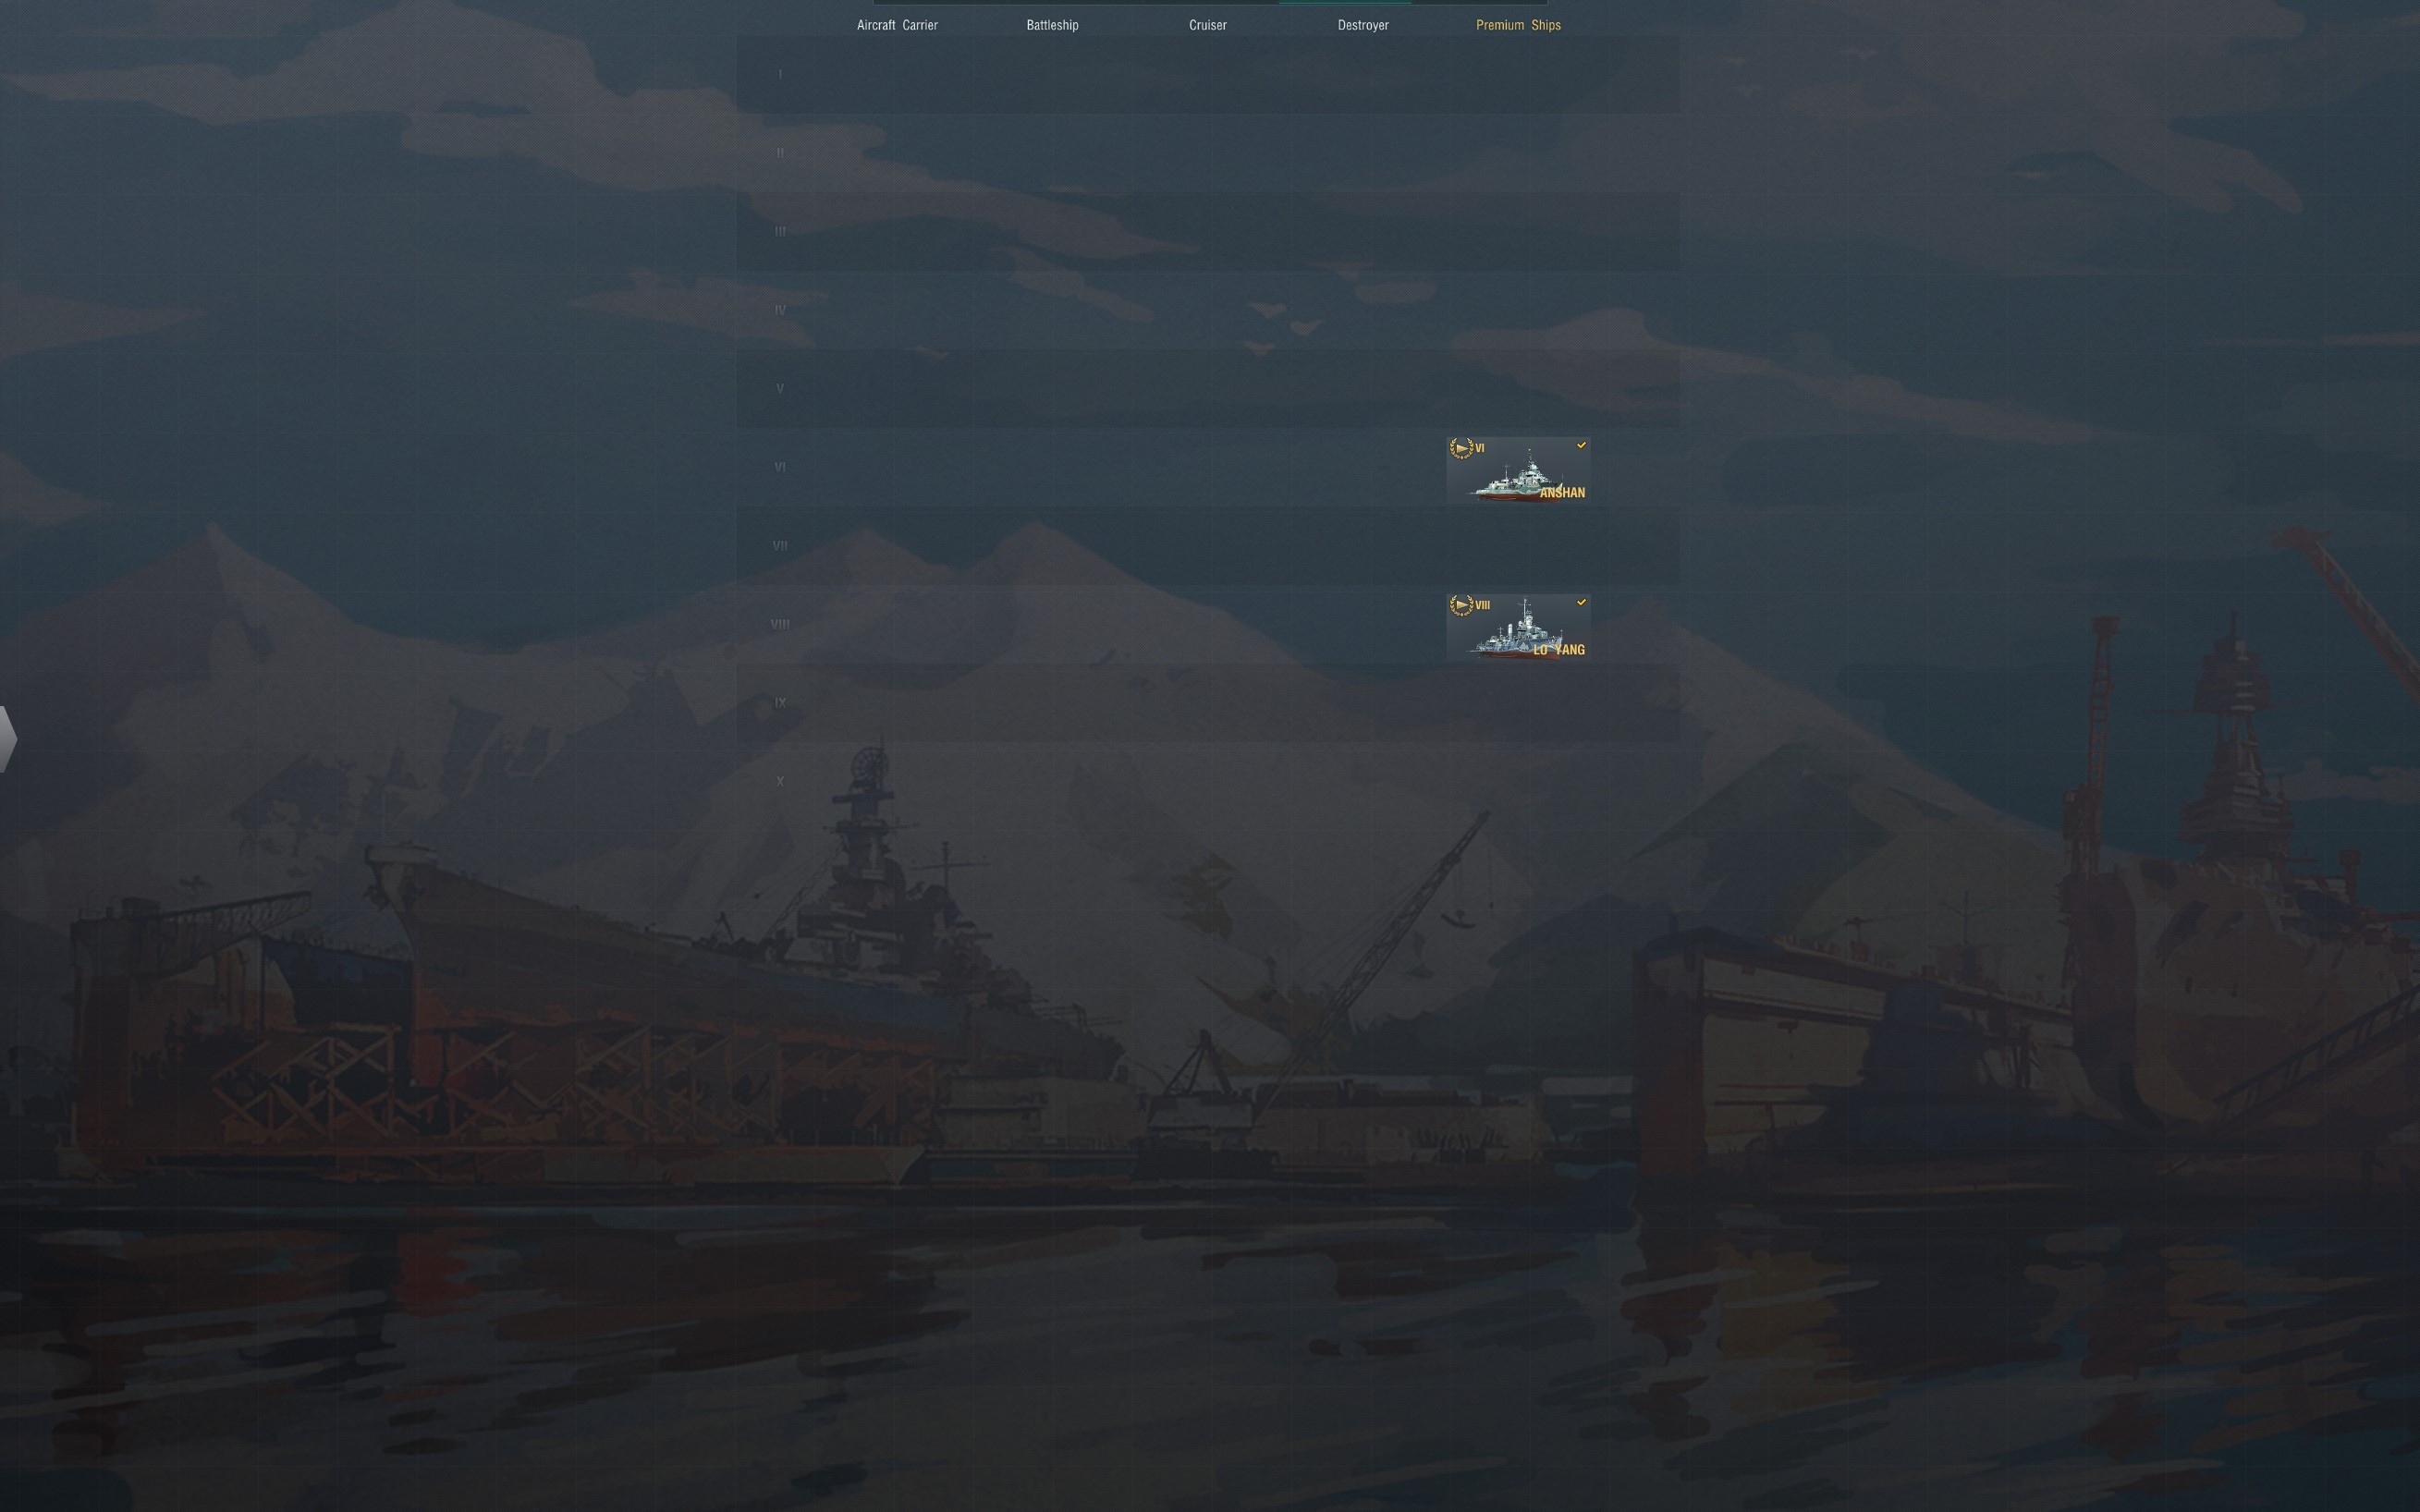 Aircraft Carrier Battleship Cruiser Destroyer Premium Ships
I
II
III
IV
V
VI
VI
ANSHAN
VII
VIII
VIII
LO YANG
IX
X